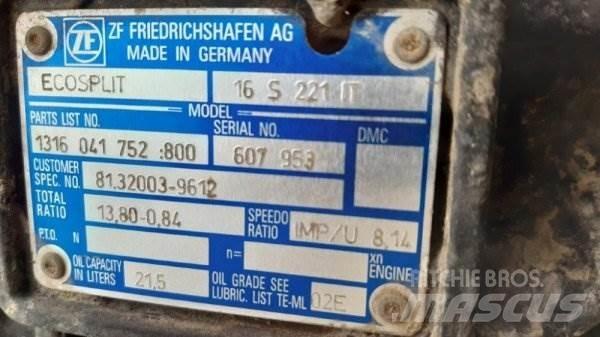 ZF
ZF FRIEDRICHSHAFEN AG
MADE IN GERMANY
ECOSPLIT 16 S 221 IT
MODEL
PARTS LIST NO. SERIAL NO. DMC
1316 041 752 :800 607 953
CUSTOMER
SPEC. NO. 81.32003-9612
TOTAL
RATIO 13,80-0,84 SPEEDO
RATIO IMP/U 8,14
P.T.O. N n= xn
ENGINE
OIL CAPACITY
IN LITERS 21,5 OIL GRADE SEE
LUBRIC. LIST TE-ML 02E
RITCHIE BROS.
MASCUS